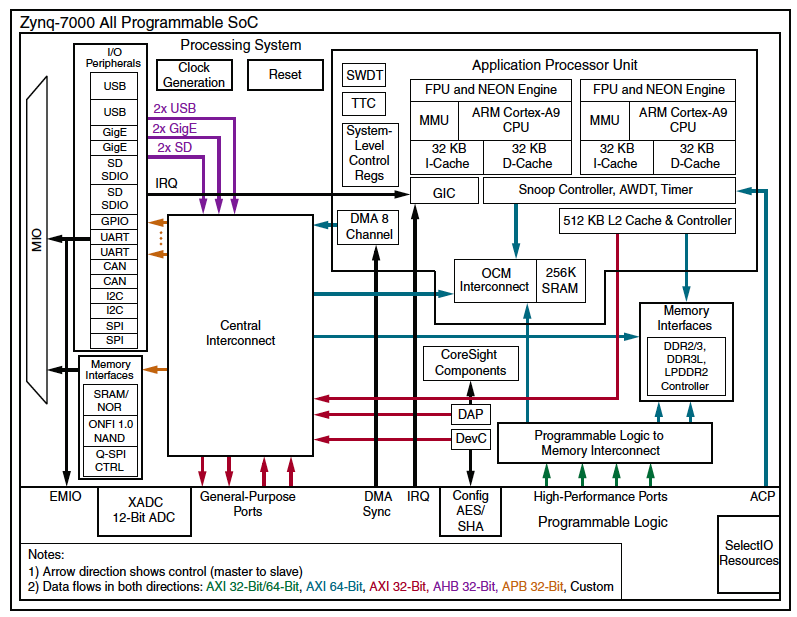 Zynq-7000 All Programmable SoC
Processing System
I/O
Peripherals
USB
USB
GigE
GigE
SD
SDIO
SD
SDIO
GPIO
UART
UART
CAN
CAN
I2C
I2C
SPI
SPI
MIO
Memory
Interfaces
SRAM/
NOR
ONFI 1.0
NAND
Q-SPI
CTRL
Clock
Generation
Reset
2x USB
2x GigE
2x SD
IRQ
Central
Interconnect
Application Processor Unit
SWDT
TTC
System-
Level
Control
Regs
FPU and NEON Engine
MMU
ARM Cortex-A9
CPU
32 KB
I-Cache
32 KB
D-Cache
FPU and NEON Engine
MMU
ARM Cortex-A9
CPU
32 KB
I-Cache
32 KB
D-Cache
GIC
Snoop Controller, AWDT, Timer
DMA 8
Channel
512 KB L2 Cache & Controller
OCM
Interconnect
256K
SRAM
Memory
Interfaces
DDR2/3,
DDR3L,
LPDDR2
Controller
CoreSight
Components
DAP
DevC
Programmable Logic to
Memory Interconnect
EMIO
XADC
12-Bit ADC
General-Purpose
Ports
DMA
Sync
IRQ
Config
AES/
SHA
High-Performance Ports
ACP
Programmable Logic
SelectIO
Resources
Notes:
1) Arrow direction shows control (master to slave)
2) Data flows in both directions: AXI 32-Bit/64-Bit, AXI 64-Bit, AXI 32-Bit, AHB 32-Bit, APB 32-Bit, Custom